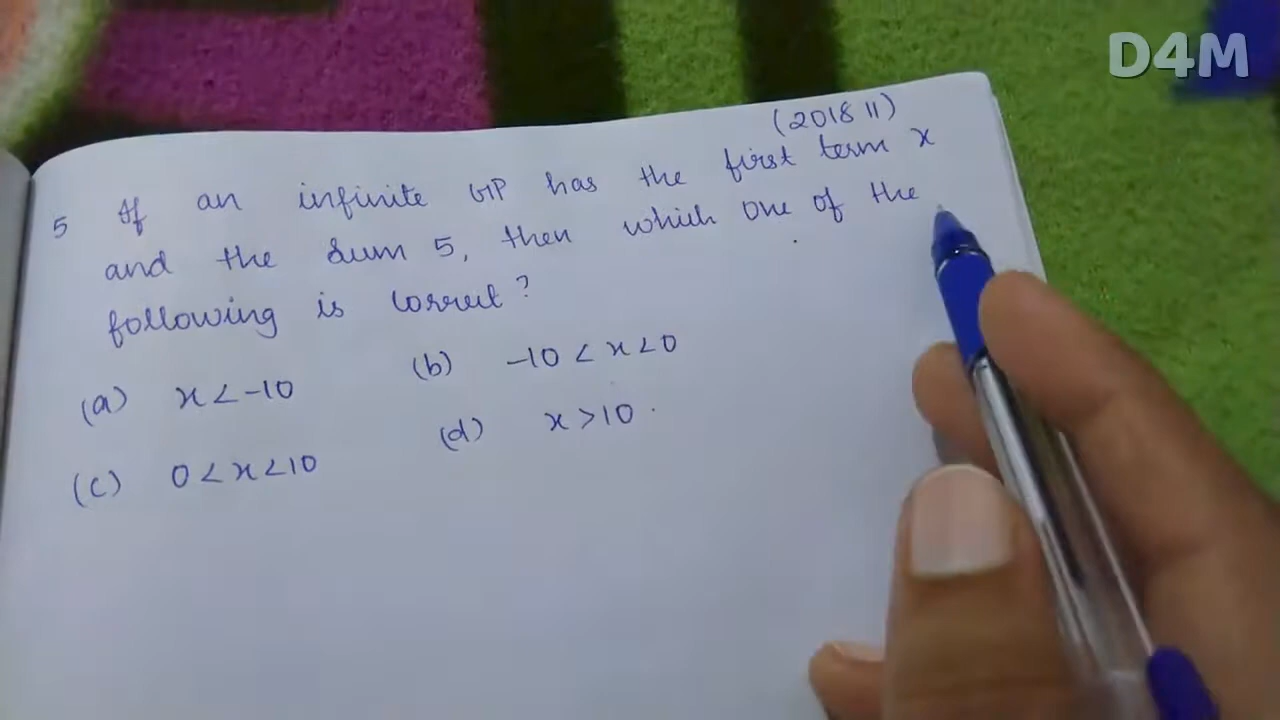 D4M
(2018 II)
5 If an infinite GP has the first term x
and the sum 5, then which one of the
following is correct?
(a) x < -10 (b) -10 < x < 0
(c) 0 < x < 10 (d) x > 10 .